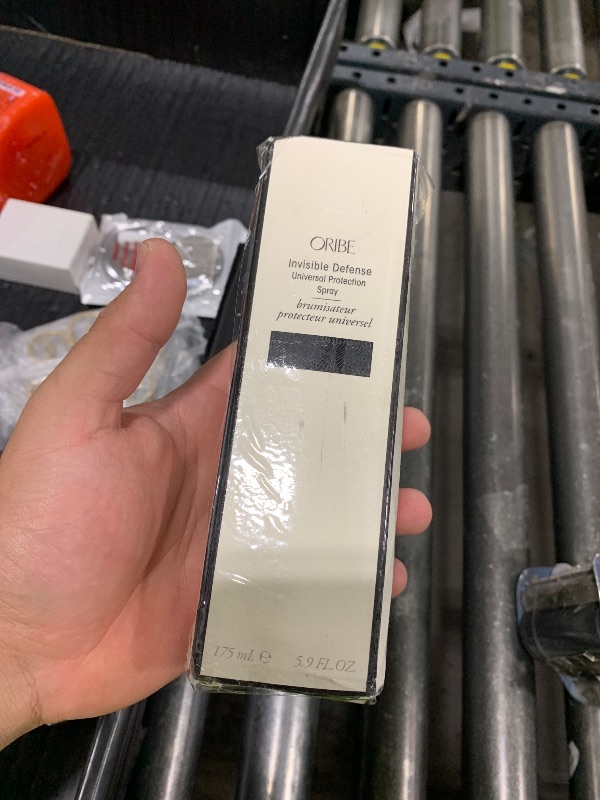 ORIBE
Invisible Defense
Universal Protection
Spray
brumisateur
protecteur universel
175 mL ℮ 5.9 FL.OZ.